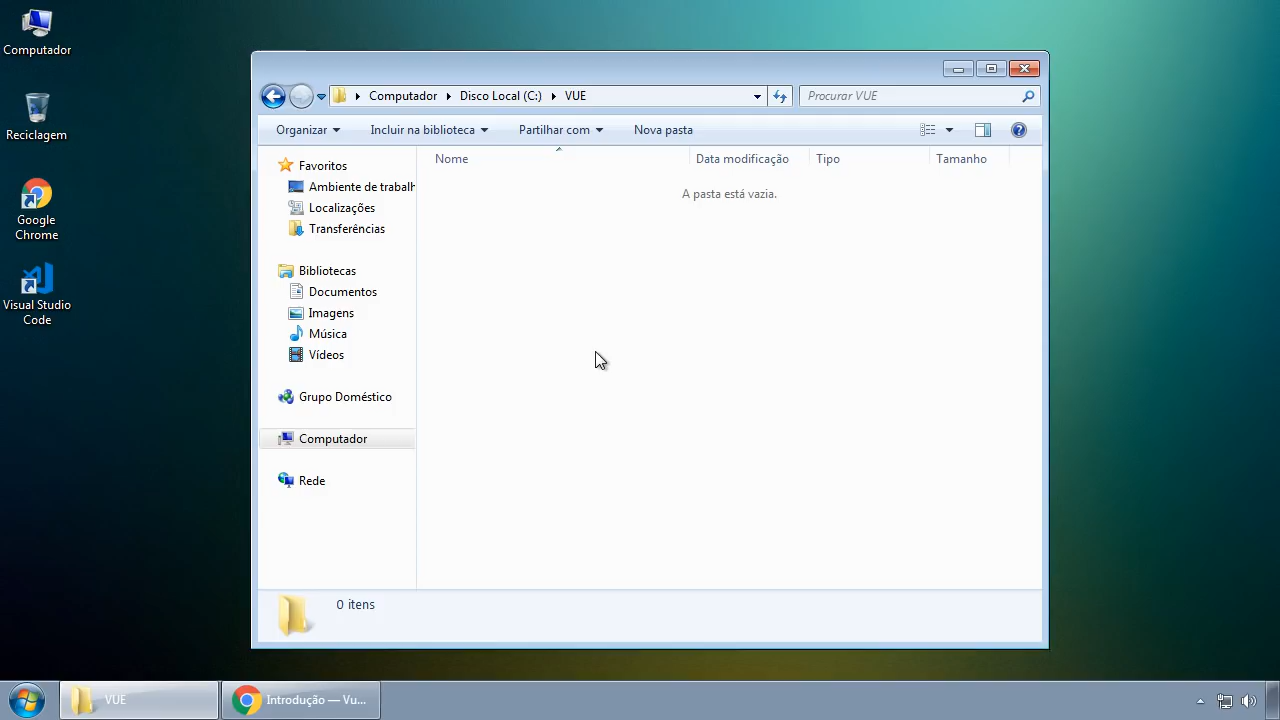 Computador
Reciclagem
Google
Chrome
Visual Studio
Code
Computador
Disco Local (C:)
VUE
Procurar VUE
Organizar
Incluir na biblioteca
Partilhar com
Nova pasta
Nome
Data modificação
Tipo
Tamanho
A pasta está vazia.
Favoritos
Ambiente de trabalh
Localizações
Transferências
Bibliotecas
Documentos
Imagens
Música
Vídeos
Grupo Doméstico
Computador
Rede
0 itens
VUE
Introdução — Vu...